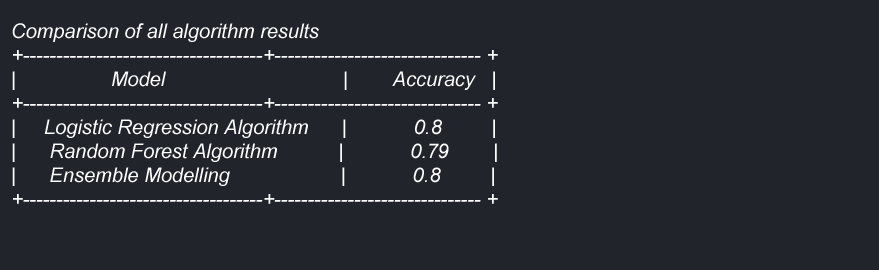 Comparison of all algorithm results
+------------------------------------+------------------------------- +
| Model | Accuracy |
+------------------------------------+------------------------------- +
| Logistic Regression Algorithm | 0.8 |
| Random Forest Algorithm | 0.79 |
| Ensemble Modelling | 0.8 |
+------------------------------------+------------------------------- +